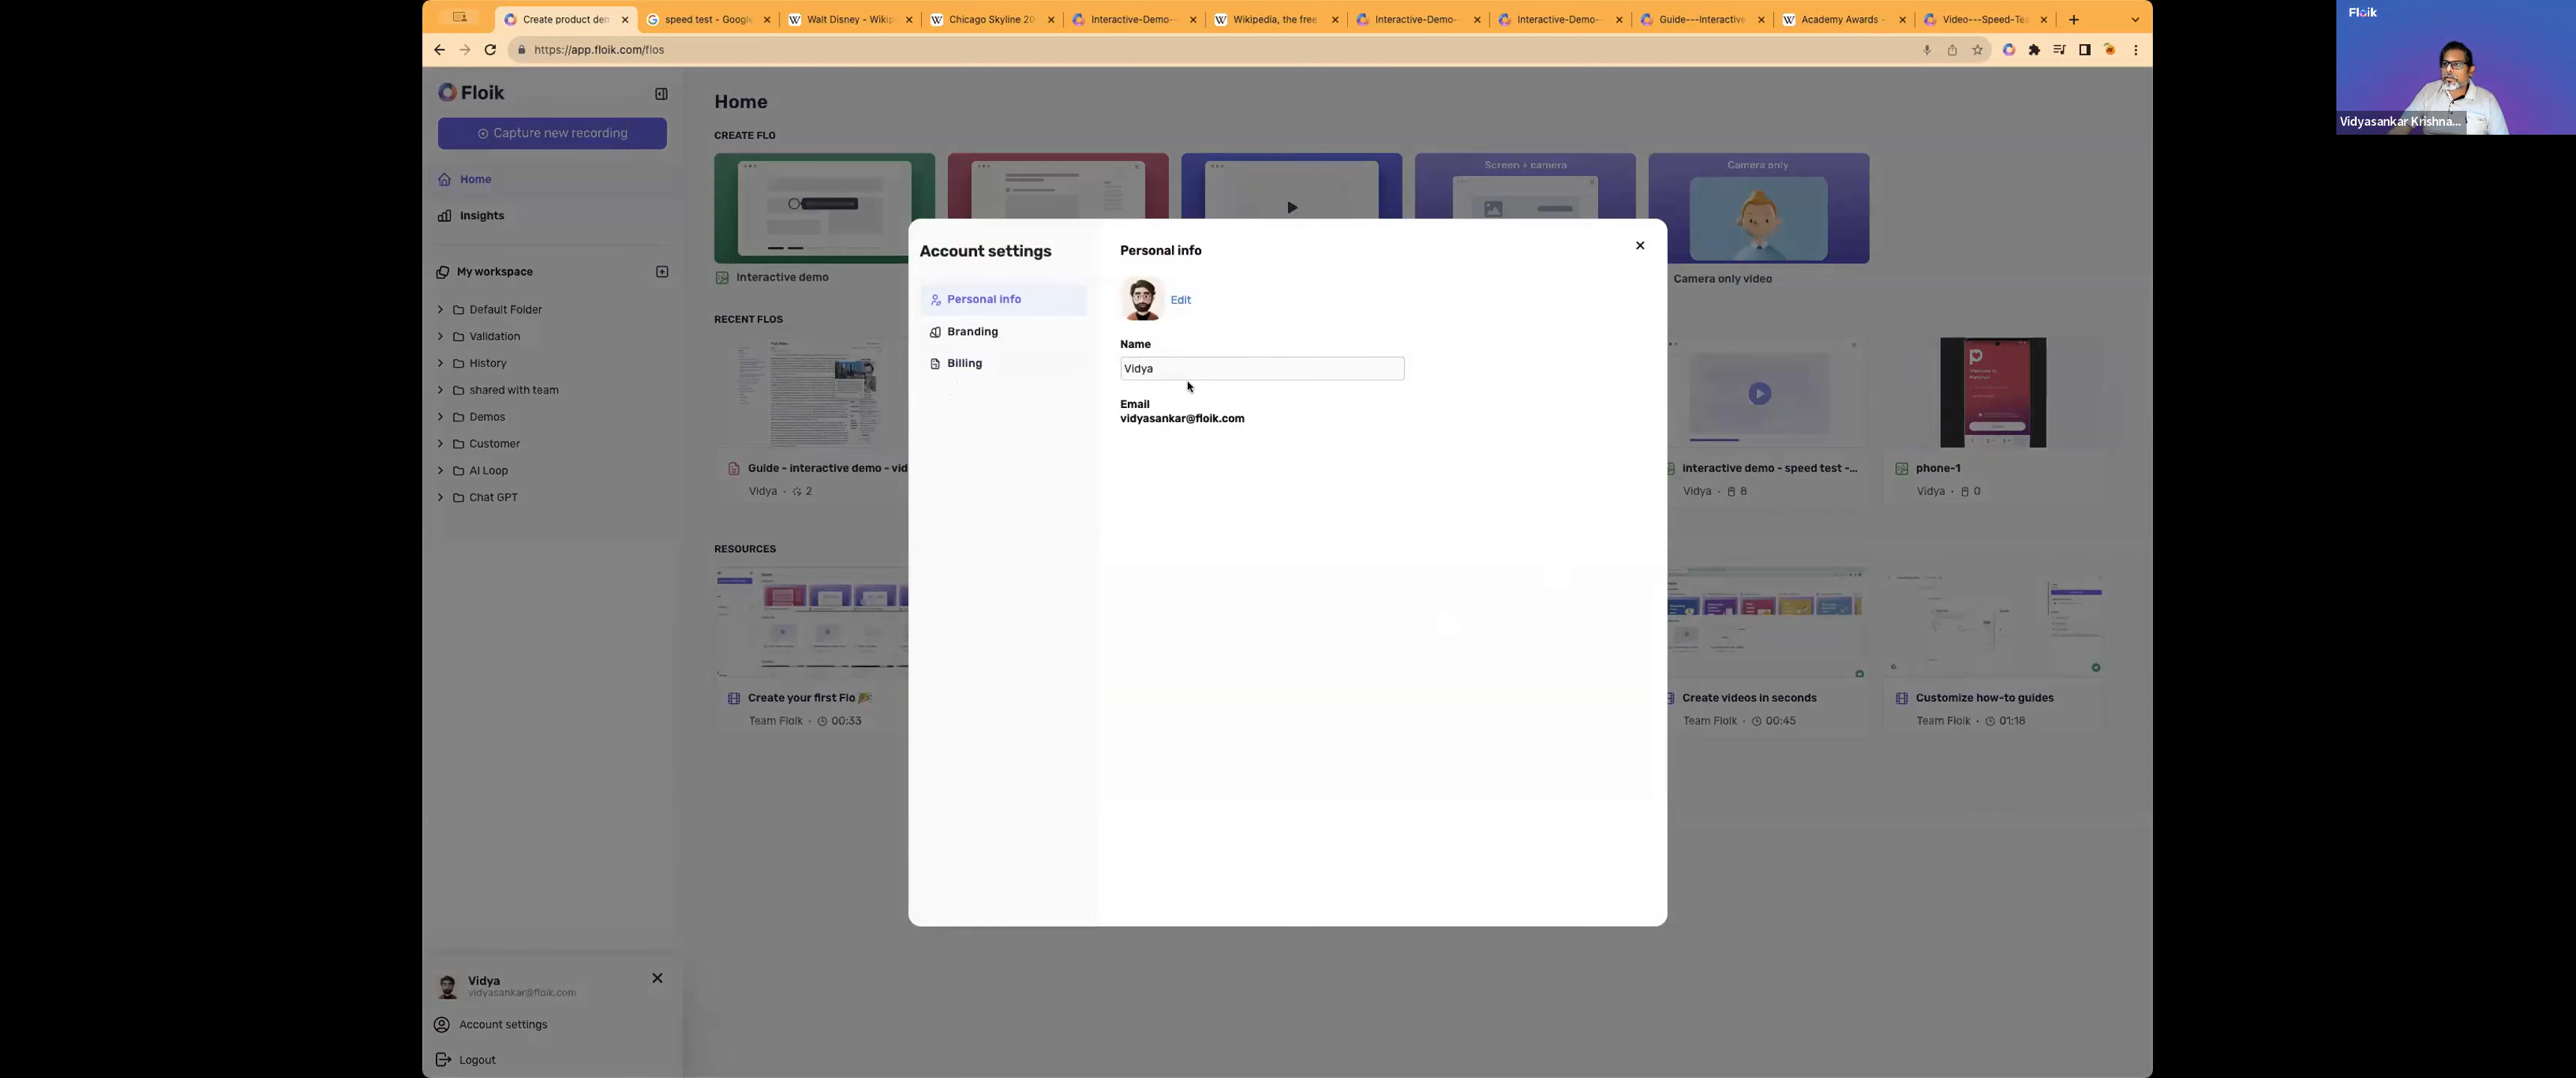 Create product den
speed test - Google
Walt Disney - Wikip
Chicago Skyline 20
Interactive-Demo--
Wikipedia, the free
Interactive-Demo--
Interactive-Demo--
Guide---Interactive
Academy Awards -
Video---Speed-Te
https://app.floik.com/flos
Floik
Vidyasankar Krishna...
Floik
Capture new recording
Home
Insights
My workspace
Default Folder
Validation
History
shared with team
Demos
Customer
AI Loop
Chat GPT
Vidya
vidyasankar@floik.com
Account settings
Logout
Home
CREATE FLO
Screen + camera
Camera only
Interactive demo
Camera only video
RECENT FLOS
Guide - interactive demo - vid
Vidya · 2
interactive demo - speed test -...
Vidya · 8
phone-1
Vidya · 0
RESOURCES
Create your first Flo 🎉
Team Floik · 00:33
Create videos in seconds
Team Floik · 00:45
Customize how-to guides
Team Floik · 01:18
Account settings
Personal info
Branding
Billing
Personal info
Edit
Name
Vidya
Email
vidyasankar@floik.com